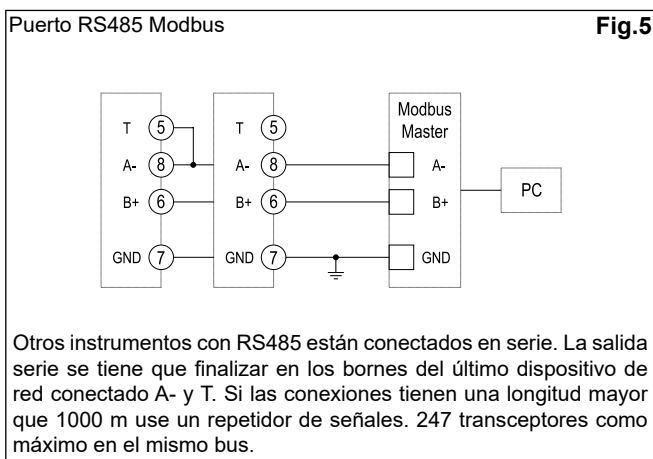 Puerto RS485 Modbus
Fig.5
T 5 T 5 Modbus
Master
A- 8 A- 8 A-
B+ 6 B+ 6 B+ PC
GND 7 GND 7 GND
Otros instrumentos con RS485 están conectados en serie. La salida
serie se tiene que finalizar en los bornes del último dispositivo de
red conectado A- y T. Si las conexiones tienen una longitud mayor
que 1000 m use un repetidor de señales. 247 transceptores como
máximo en el mismo bus.